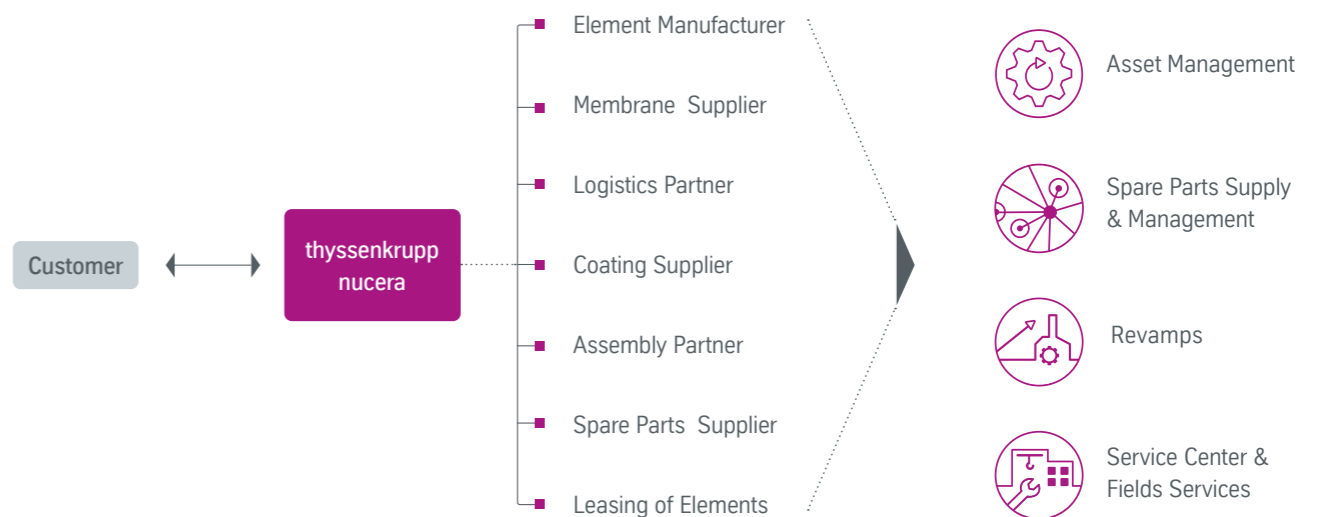 Customer
thyssenkrupp
nucera
Element Manufacturer
Membrane Supplier
Logistics Partner
Coating Supplier
Assembly Partner
Spare Parts Supplier
Leasing of Elements
Asset Management
Spare Parts Supply
& Management
Revamps
Service Center &
Fields Services